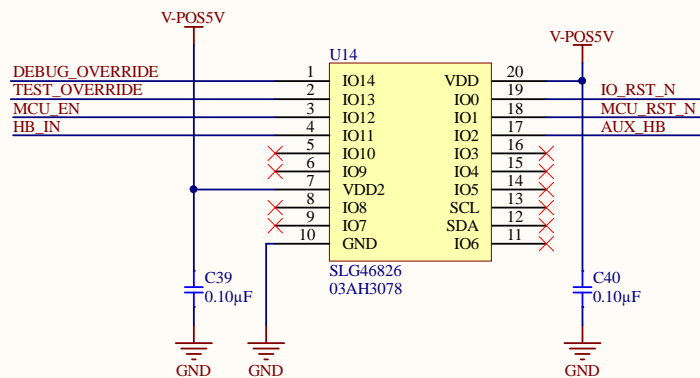 V-POS5V
V-POS5V
U14
DEBUG_OVERRIDE 1 IO14 VDD 20
TEST_OVERRIDE 2 IO13 IO0 19 IO_RST_N
MCU_EN 3 IO12 IO1 18 MCU_RST_N
HB_IN 4 IO11 IO2 17 AUX_HB
5 IO10 IO3 16
6 IO9 IO4 15
7 VDD2 IO5 14
8 IO8 SCL 13
9 IO7 SDA 12
10 GND IO6 11
SLG46826
03AH3078
C39
0.10µF
C40
0.10µF
GND
GND
GND